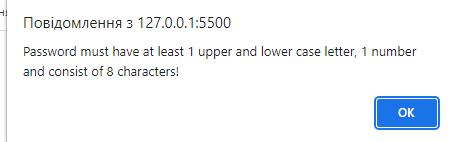 Повідомлення з 127.0.0.1:5500
Password must have at least 1 upper and lower case letter, 1 number
and consist of 8 characters!
OK